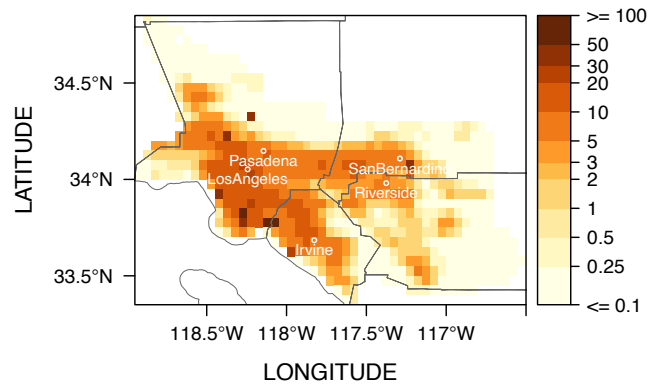 >= 100
50
30
20
10
5
3
2
1
0.5
0.25
<= 0.1
34.5°N
34°N
33.5°N
LATITUDE
Pasadena
LosAngeles
SanBernardino
Riverside
Irvine
118.5°W 118°W 117.5°W 117°W
LONGITUDE